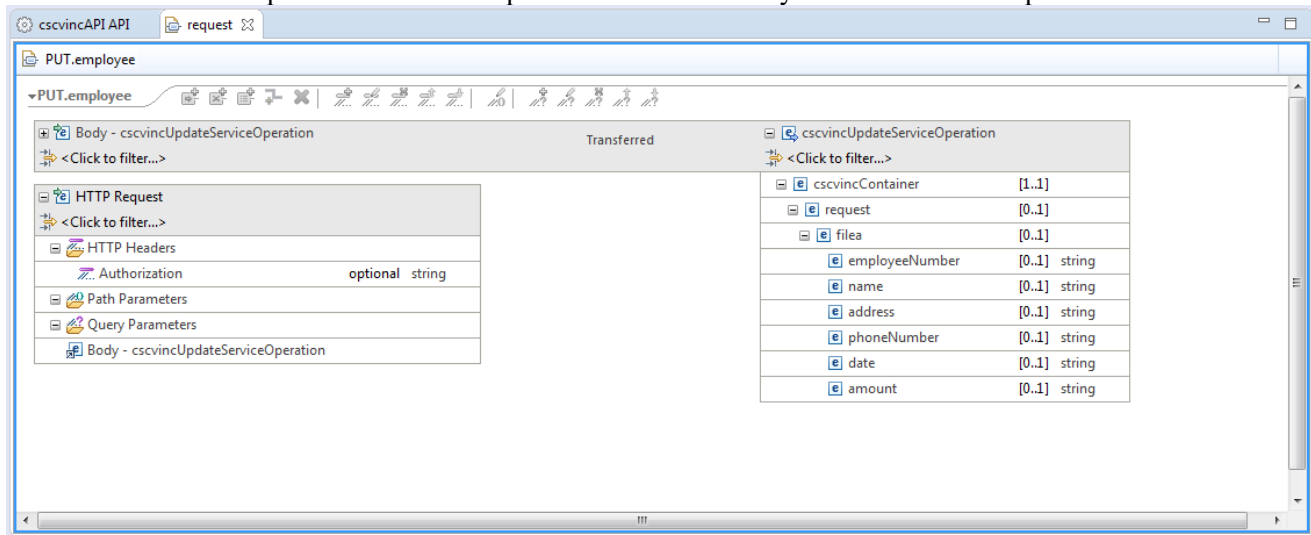 cscvincAPI API request
PUT.employee
PUT.employee
Body - cscvincUpdateServiceOperation Transferred cscvincUpdateServiceOperation
<Click to filter...> <Click to filter...>
HTTP Request
<Click to filter...>
HTTP Headers
Authorization optional string
Path Parameters
Query Parameters
Body - cscvincUpdateServiceOperation
cscvincContainer [1..1]
request [0..1]
filea [0..1]
employeeNumber [0..1] string
name [0..1] string
address [0..1] string
phoneNumber [0..1] string
date [0..1] string
amount [0..1] string